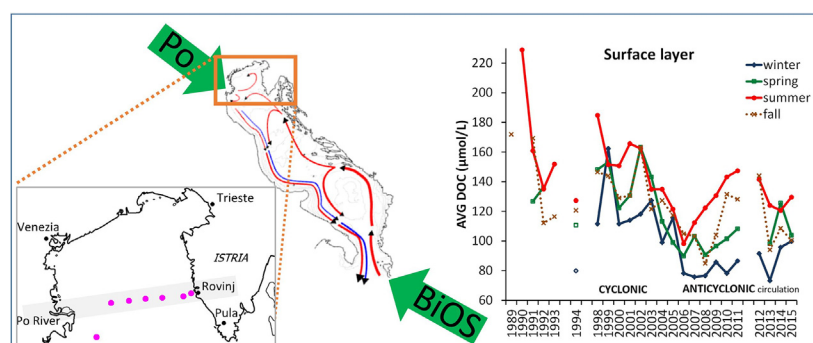 Po
BiOS
Trieste
Venezia
ISTRIA
Rovinj
Po River
Pula
Surface layer
AVG DOC (µmol/L)
220
200
180
160
140
120
100
80
60
winter
spring
summer
fall
CYCLONIC
ANTICYCLONIC circulation
1989
1990
1991
1992
1993
1994
1998
1999
2000
2001
2002
2003
2004
2005
2006
2007
2008
2009
2010
2011
2012
2013
2014
2015